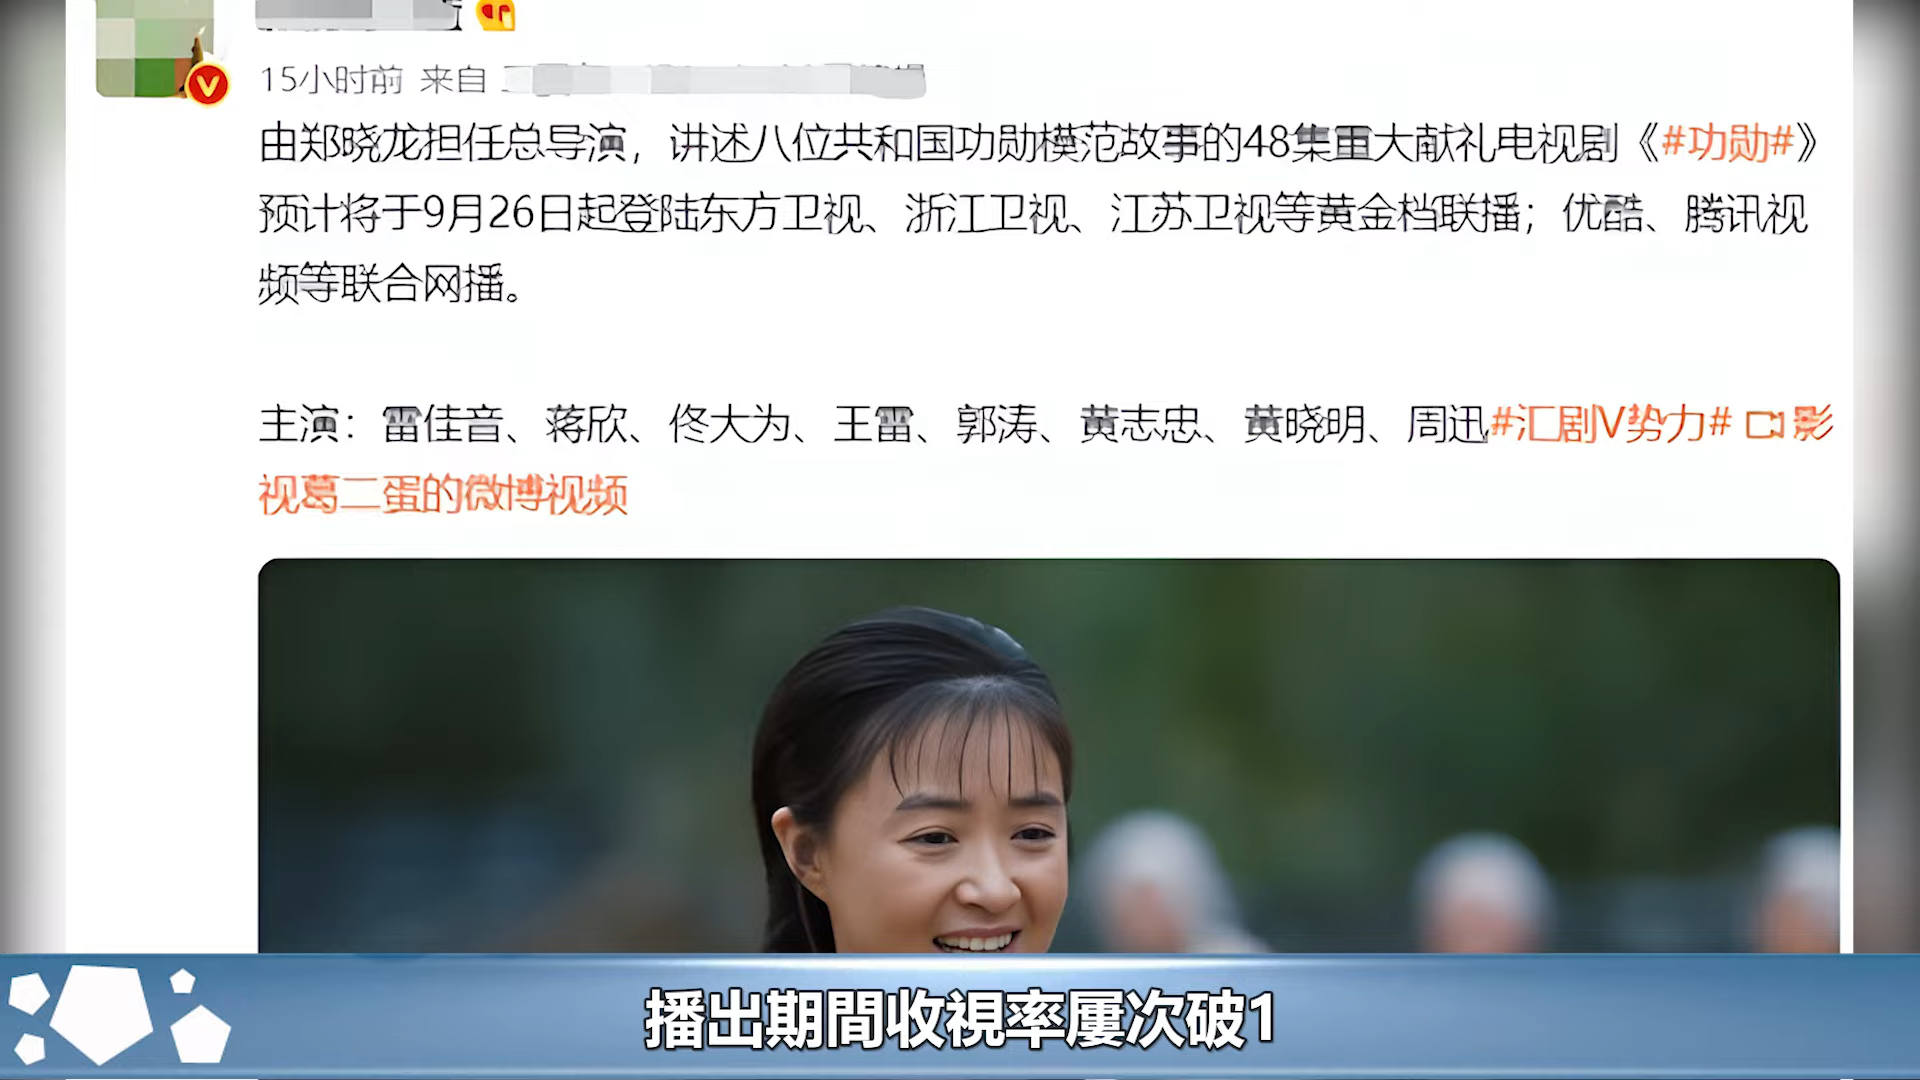 15小时前 来自
由郑晓龙担任总导演，讲述八位共和国功勋模范故事的48集重大献礼电视剧《#功勋#》
预计将于9月26日起登陆东方卫视、浙江卫视、江苏卫视等黄金档联播；优酷、腾讯视
频等联合网播。
主演：雷佳音、蒋欣、佟大为、王雷、郭涛、黄志忠、黄晓明、周迅#汇剧V势力# 影
视葛二蛋的微博视频
播出期間收視率屢次破1